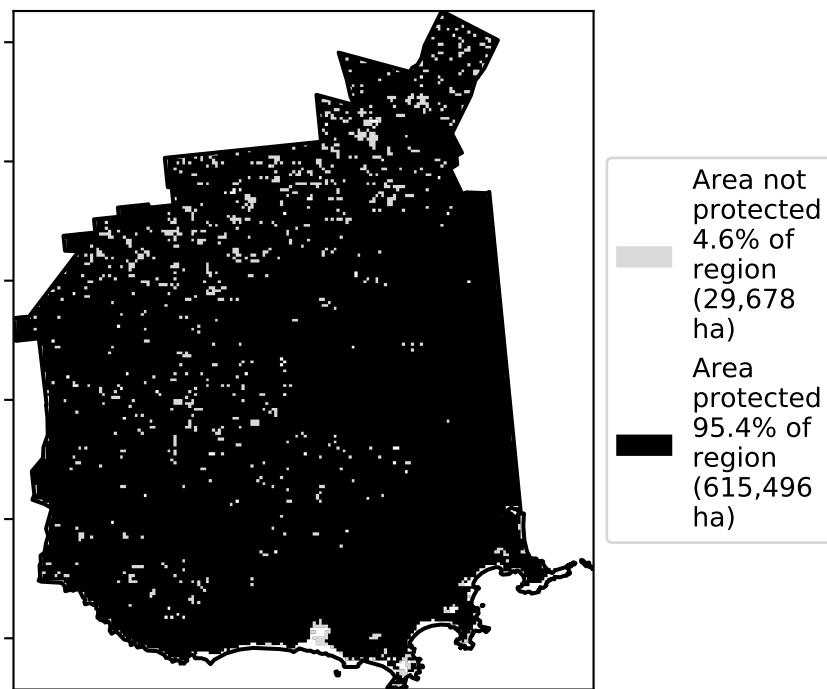 Area not
protected
4.6% of
region
(29,678
ha)
Area
protected
95.4% of
region
(615,496
ha)